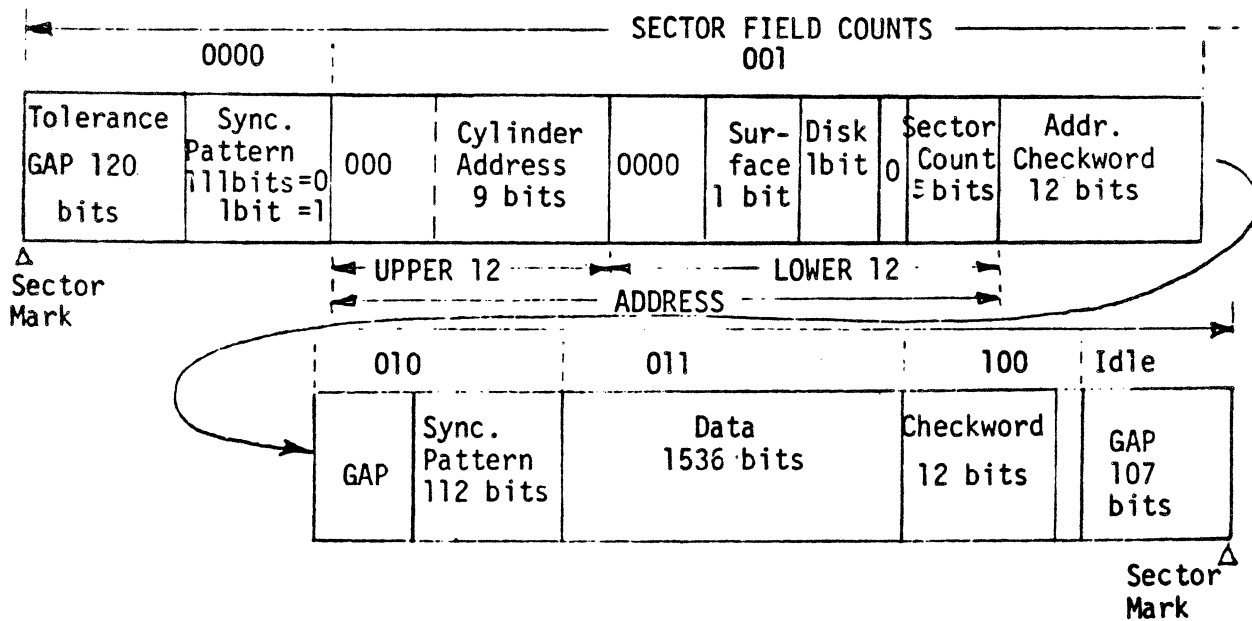 SECTOR FIELD COUNTS
0000
001
Tolerance
GAP 120
bits
Sync.
Pattern
111bits=0
1bit =1
000
Cylinder
Address
9 bits
0000
Sur-
face
1 bit
Disk
1bit
0
Sector
Count
5bits
Addr.
Checkword
12 bits
Sector
Mark
UPPER 12
LOWER 12
ADDRESS
010
011
100
Idle
GAP
Sync.
Pattern
112 bits
Data
1536 bits
Checkword
12 bits
GAP
107
bits
Sector
Mark